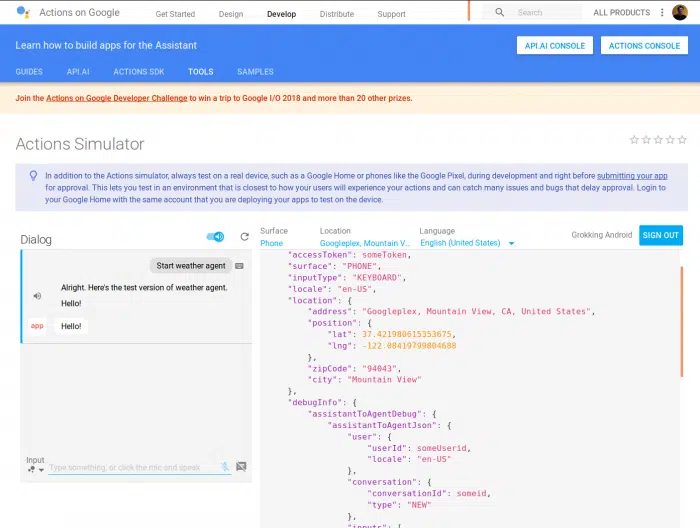 Actions on Google
Get Started
Design
Develop
Distribute
Support
Search
ALL PRODUCTS
Learn how to build apps for the Assistant
API.AI CONSOLE
ACTIONS CONSOLE
GUIDES
API.AI
ACTIONS SDK
TOOLS
SAMPLES
Join the Actions on Google Developer Challenge to win a trip to Google I/O 2018 and more than 20 other prizes.
Actions Simulator
In addition to the Actions simulator, always test on a real device, such as a Google Home or phones like the Google Pixel, during development and right before submitting your app
for approval. This lets you test in an environment that is closest to how your users will experience your actions and can catch many issues and bugs that delay approval. Login to
your Google Home with the same account that you are deploying your apps to test on the device.
Dialog
Surface
Phone
Location
Googleplex, Mountain V...
Language
English (United States)
Grokking Android
SIGN OUT
Start weather agent
Alright. Here's the test version of weather agent.
Hello!
app
Hello!
Input
Type something, or click the mic and speak
"accessToken": someToken,
"surface": "PHONE",
"inputType": "KEYBOARD",
"locale": "en-US",
"location": {
"address": "Googleplex, Mountain View, CA, United States",
"position": {
"lat": 37.421980615353675,
"lng": -122.08419799804688
},
"zipCode": "94043",
"city": "Mountain View"
},
"debugInfo": {
"assistantToAgentDebug": {
"assistantToAgentJson": {
"user": {
"userId": someUserid,
"locale": "en-US"
},
"conversation": {
"conversationId": someid,
"type": "NEW"
},
"inputs": [